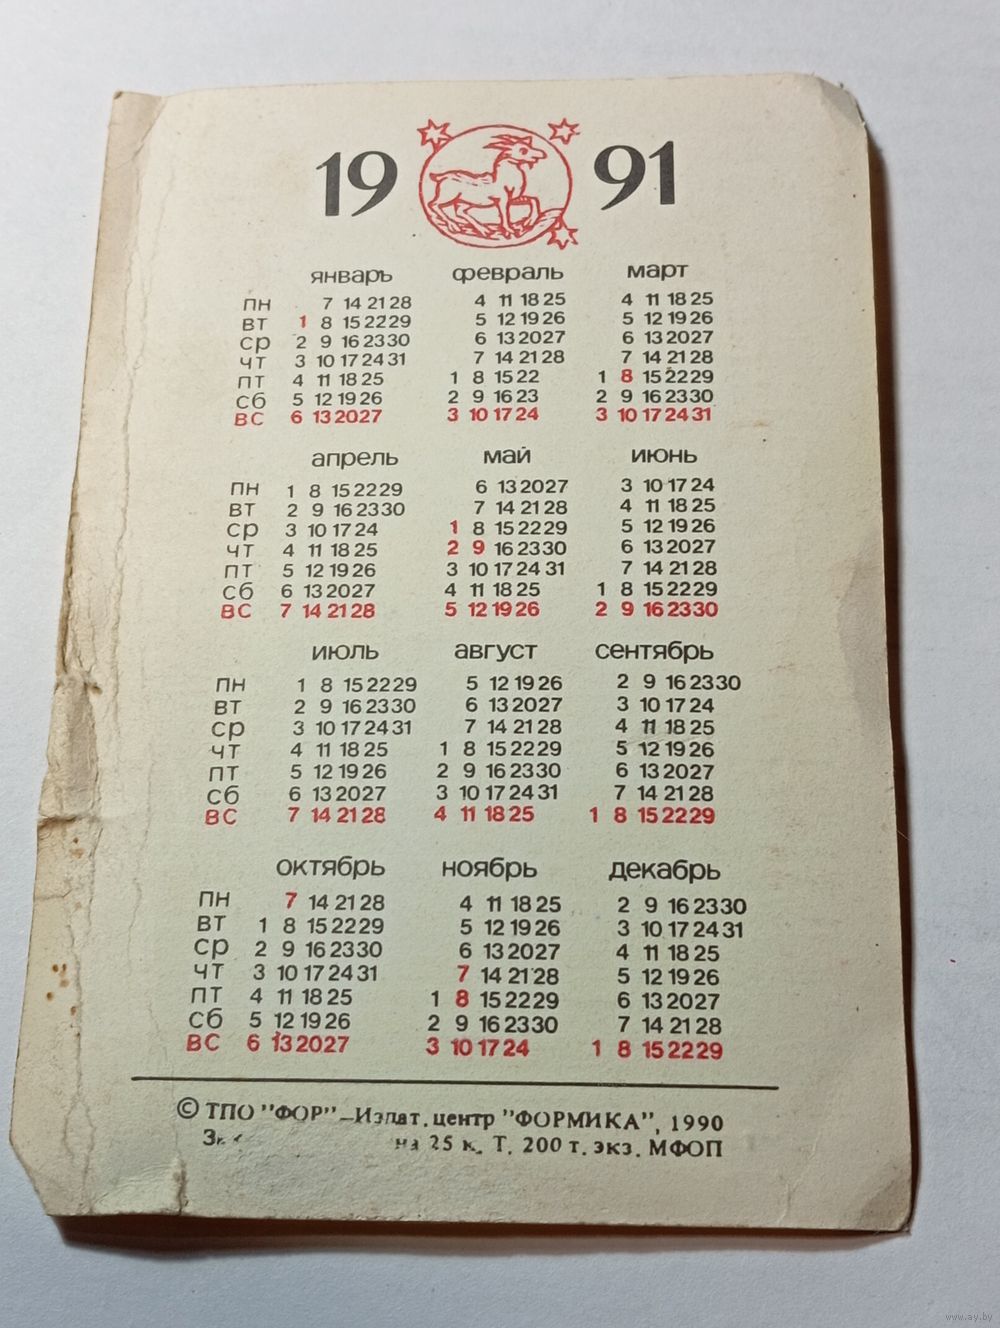 19 91
январь февраль март
ПН 7 14 21 28 4 11 18 25 4 11 18 25
ВТ 1 8 15 22 29 5 12 19 26 5 12 19 26
СР 2 9 16 23 30 6 13 20 27 6 13 20 27
ЧТ 3 10 17 24 31 7 14 21 28 7 14 21 28
ПТ 4 11 18 25 1 8 15 22 1 8 15 22 29
Сб 5 12 19 26 2 9 16 23 2 9 16 23 30
ВС 6 13 20 27 3 10 17 24 3 10 17 24 31
апрель май июнь
ПН 1 8 15 22 29 6 13 20 27 3 10 17 24
ВТ 2 9 16 23 30 7 14 21 28 4 11 18 25
СР 3 10 17 24 1 8 15 22 29 5 12 19 26
ЧТ 4 11 18 25 2 9 16 23 30 6 13 20 27
ПТ 5 12 19 26 3 10 17 24 31 7 14 21 28
Сб 6 13 20 27 4 11 18 25 1 8 15 22 29
ВС 7 14 21 28 5 12 19 26 2 9 16 23 30
июль август сентябрь
ПН 1 8 15 22 29 5 12 19 26 2 9 16 23 30
ВТ 2 9 16 23 30 6 13 20 27 3 10 17 24
СР 3 10 17 24 31 7 14 21 28 4 11 18 25
ЧТ 4 11 18 25 1 8 15 22 29 5 12 19 26
ПТ 5 12 19 26 2 9 16 23 30 6 13 20 27
Сб 6 13 20 27 3 10 17 24 31 7 14 21 28
ВС 7 14 21 28 4 11 18 25 1 8 15 22 29
октябрь ноябрь декабрь
ПН 7 14 21 28 4 11 18 25 2 9 16 23 30
ВТ 1 8 15 22 29 5 12 19 26 3 10 17 24 31
СР 2 9 16 23 30 6 13 20 27 4 11 18 25
ЧТ 3 10 17 24 31 7 14 21 28 5 12 19 26
ПТ 4 11 18 25 1 8 15 22 29 6 13 20 27
Сб 5 12 19 26 2 9 16 23 30 7 14 21 28
ВС 6 13 20 27 3 10 17 24 1 8 15 22 29
© ТПО "ФОР"–Издат. центр "ФОРМИКА", 1990
25 к. Т. 200 т. экз. МФОП
www.ay.by